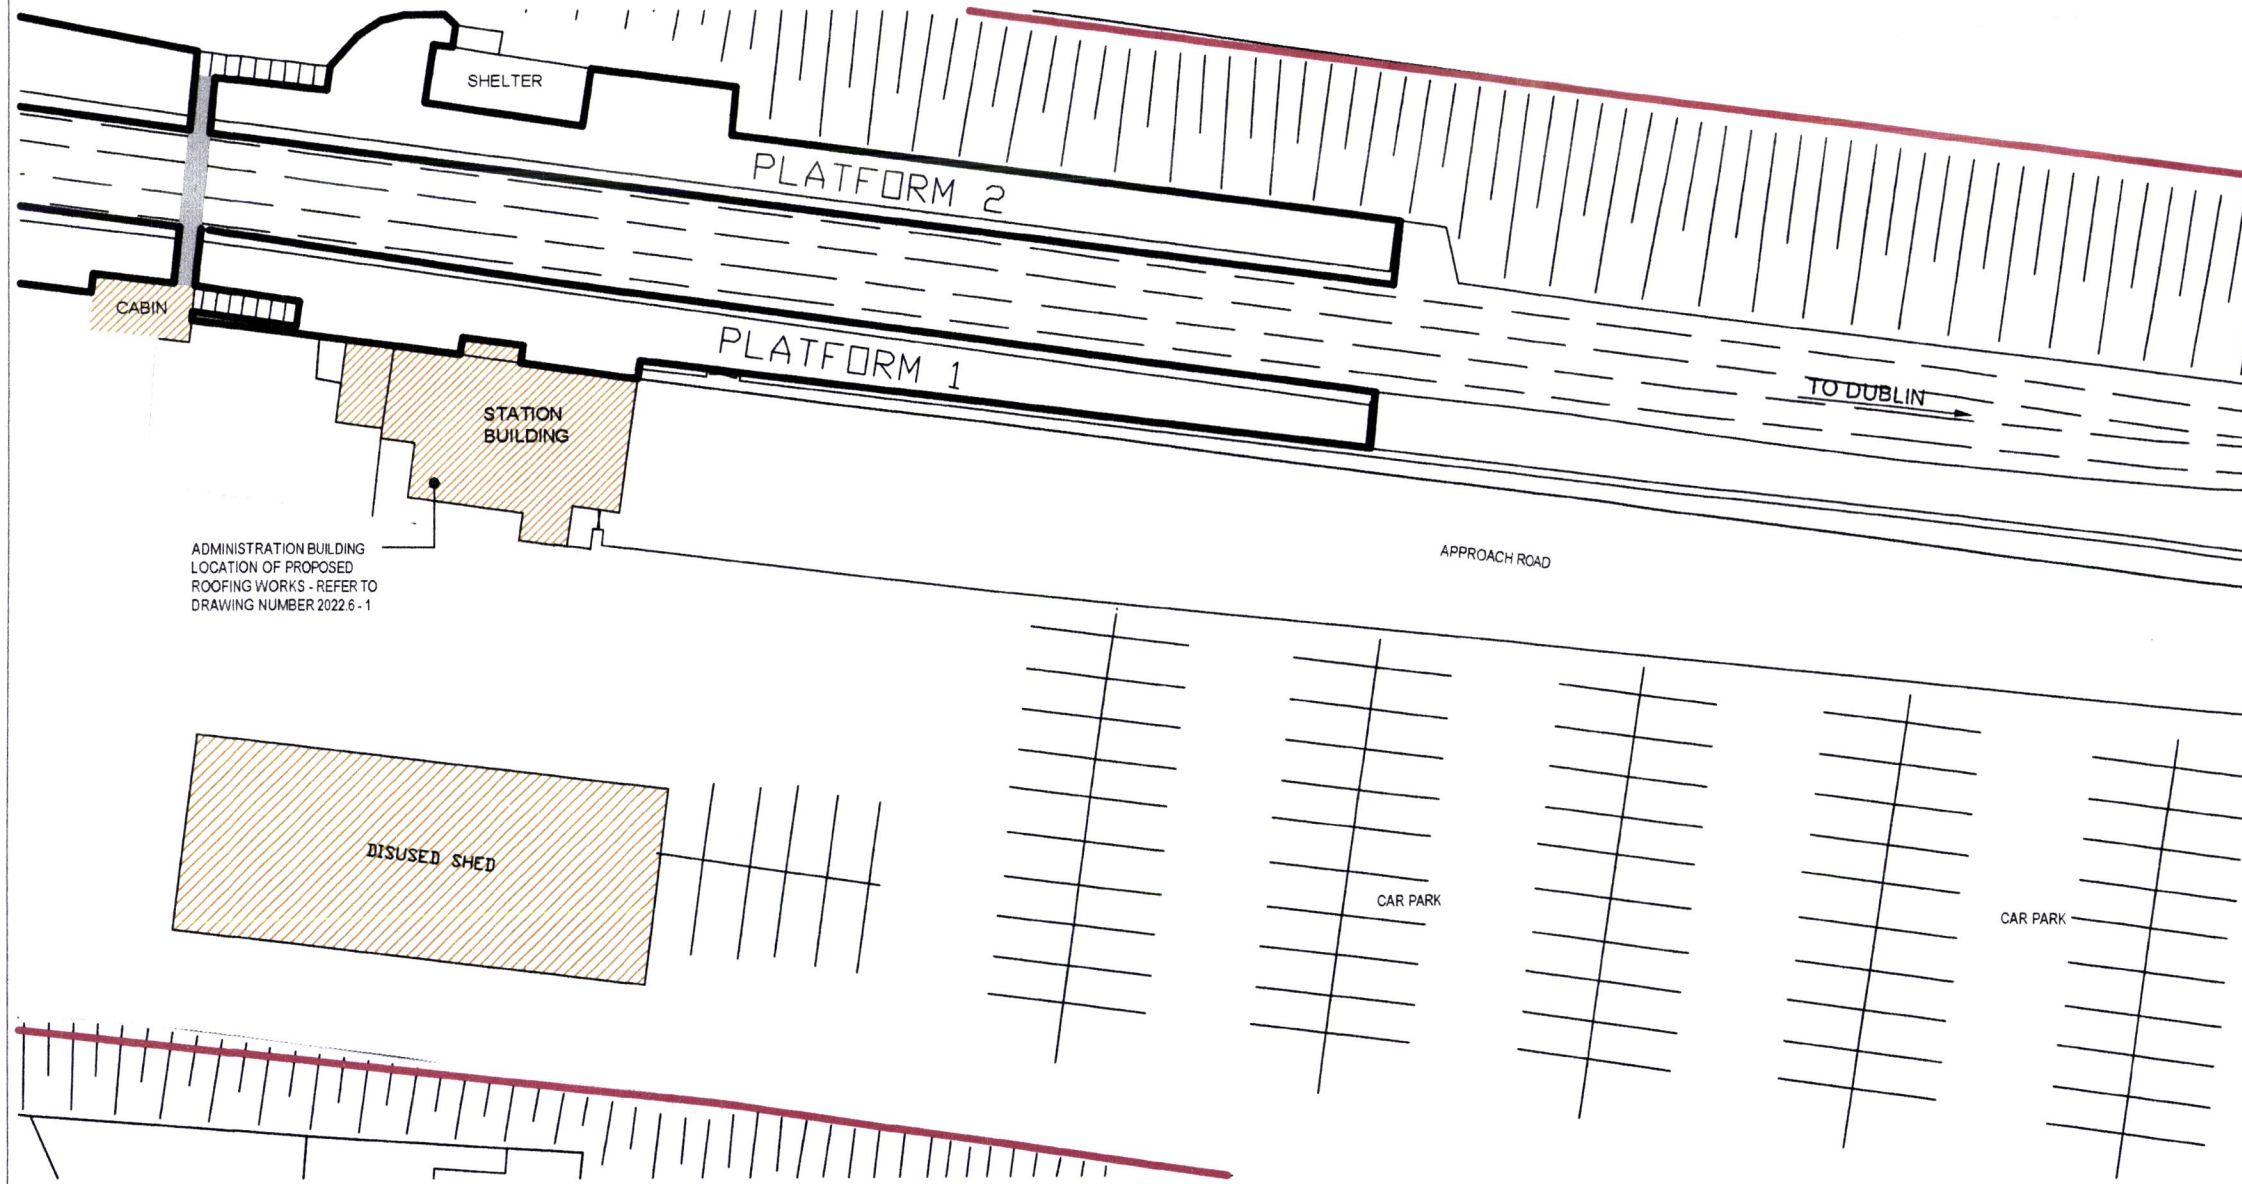 SHELTER
PLATFORM 2
CABIN
PLATFORM 1
TO DUBLIN
STATION
BUILDING
ADMINISTRATION BUILDING
LOCATION OF PROPOSED
ROOFING WORKS - REFER TO
DRAWING NUMBER 2022.6 - 1
APPROACH ROAD
DISUSED SHED
CAR PARK
CAR PARK